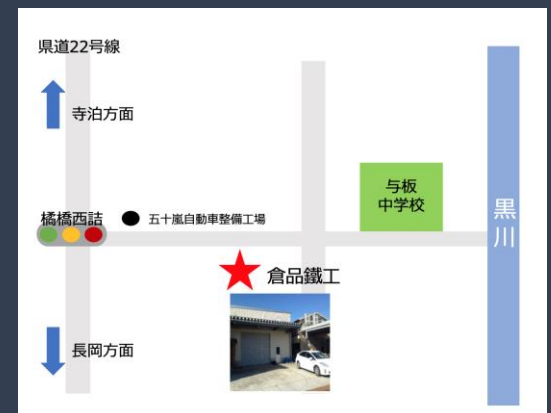 県道22号線
寺泊方面
橘橋西詰
五十嵐自動車整備工場
与板
中学校
黒川
倉品鐵工
長岡方面